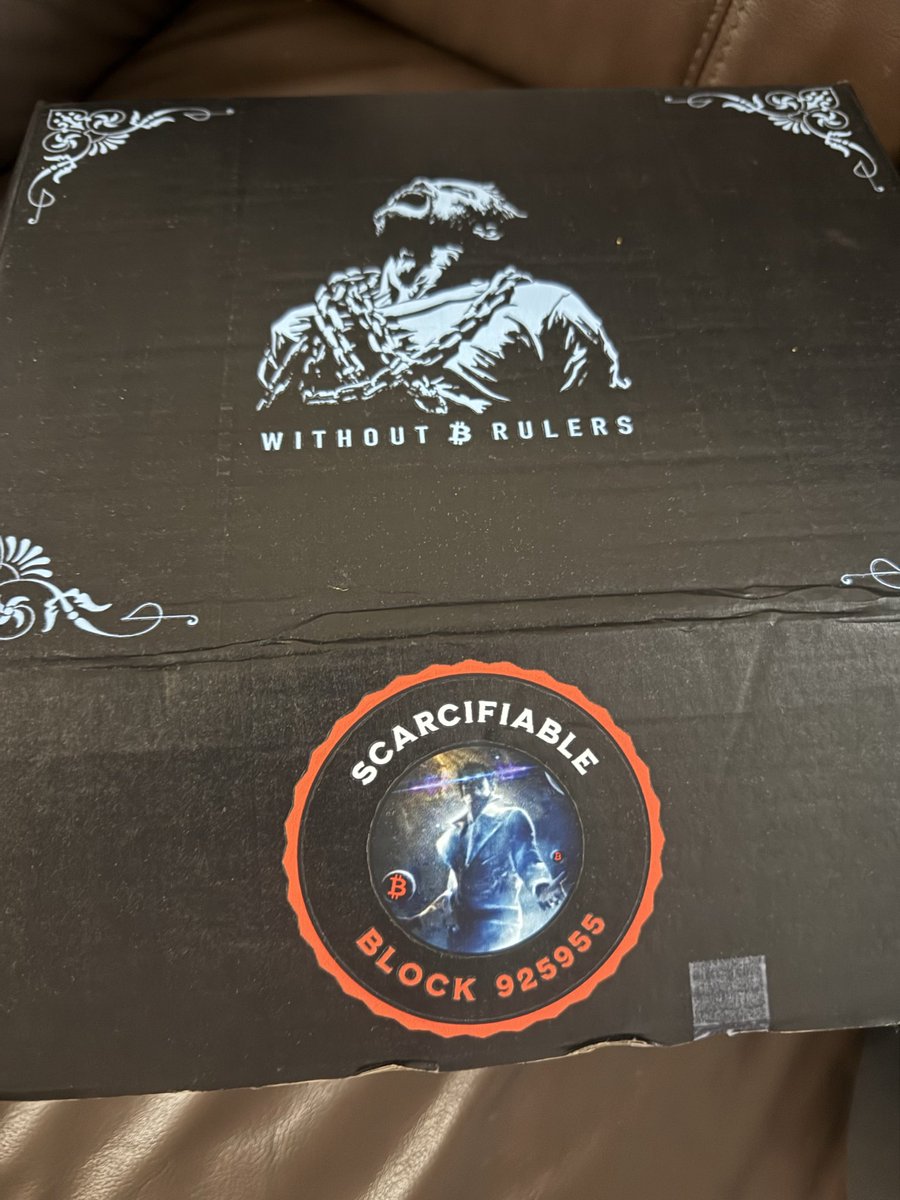 WITHOUT ₿ RULERS
SCARCIFIABLE
₿
₿
BLOCK 925955